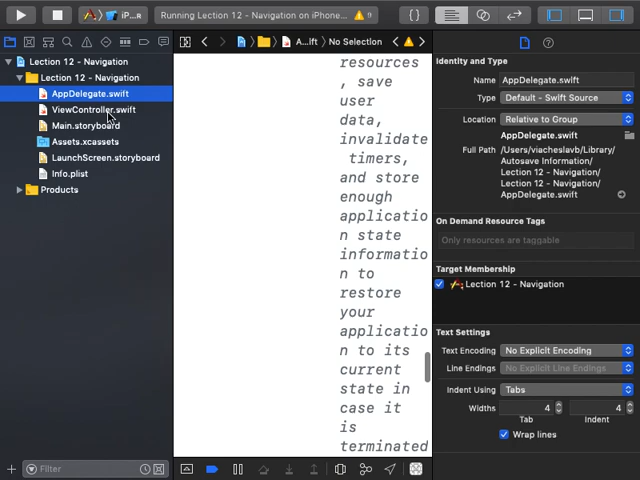 iP...R
Running Lection 12 - Navigation on iPhone...
Lection 12 - Navigation
Lection 12 - Navigation
AppDelegate.swift
ViewController.swift
Main.storyboard
Assets.xcassets
LaunchScreen.storyboard
Info.plist
Products
Filter
A...ift
No Selection
resources
, save
user
data,
invalidate
timers,
and store
enough
applicatio
n state
informatio
n to
restore
your
applicatio
n to its
current
state in
case it
is
terminated
Identity and Type
Name AppDelegate.swift
Type Default - Swift Source
Location Relative to Group
AppDelegate.swift
Full Path /Users/viacheslavb/Library/
Autosave Information/
Lection 12 - Navigation/
Lection 12 - Navigation/
AppDelegate.swift
On Demand Resource Tags
Only resources are taggable
Target Membership
Lection 12 - Navigation
Text Settings
Text Encoding No Explicit Encoding
Line Endings No Explicit Line Endings
Indent Using Tabs
Widths 4 4
Tab Indent
Wrap lines